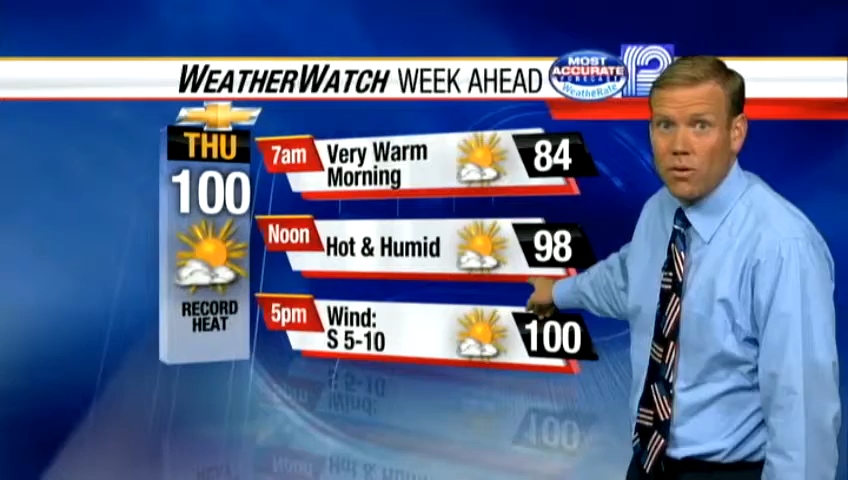 WEATHERWATCH WEEK AHEAD
MOST
ACCURATE
FORECAST
WeatheRate
12
THU
100
RECORD
HEAT
7am
Very Warm
Morning
84
Noon
Hot & Humid
98
5pm
Wind:
S 5-10
100